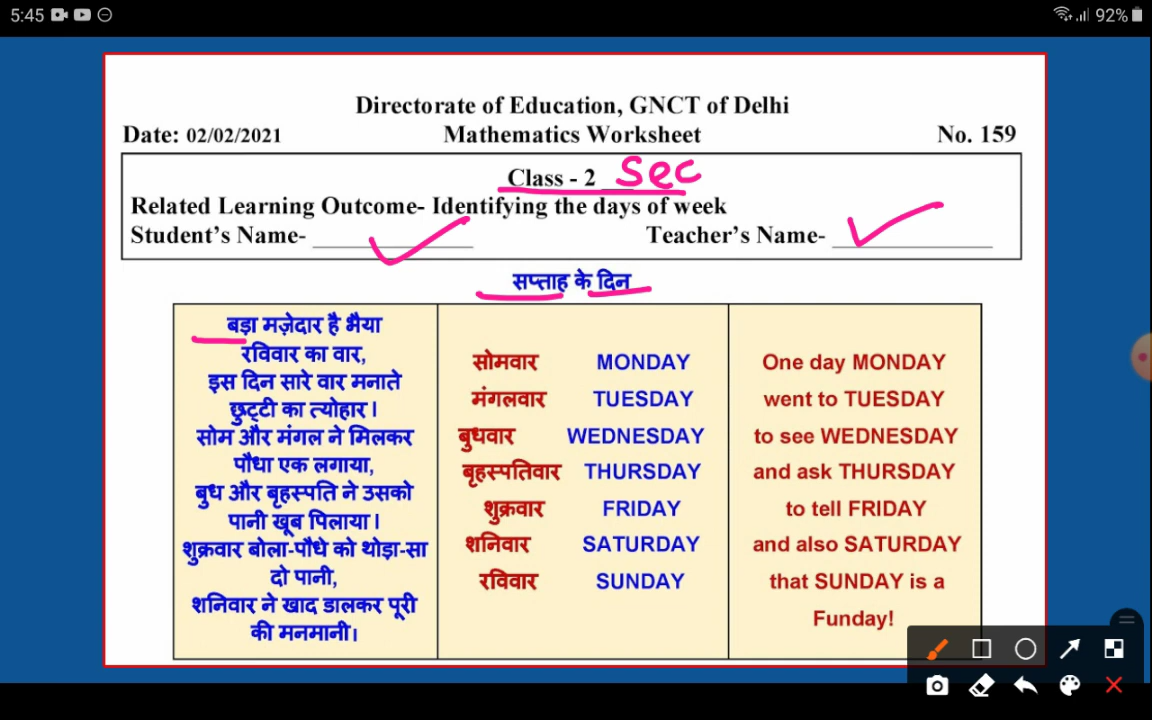 5:45
92%
Directorate of Education, GNCT of Delhi
Date: 02/02/2021 Mathematics Worksheet No. 159
Class - 2 Sec
Related Learning Outcome- Identifying the days of week
Student's Name- ____________ Teacher's Name- ____________
सप्ताह के दिन
बड़ा मज़ेदार है भैया
रविवार का वार,
इस दिन सारे वार मनाते
छुट्टी का त्योहार।
सोम और मंगल ने मिलकर
पौधा एक लगाया,
बुध और बृहस्पति ने उसको
पानी खूब पिलाया।
शुक्रवार बोला-पौधे को थोड़ा-सा
दो पानी,
शनिवार ने खाद डालकर पूरी
की मनमानी।
सोमवार MONDAY
मंगलवार TUESDAY
बुधवार WEDNESDAY
बृहस्पतिवार THURSDAY
शुक्रवार FRIDAY
शनिवार SATURDAY
रविवार SUNDAY
One day MONDAY
went to TUESDAY
to see WEDNESDAY
and ask THURSDAY
to tell FRIDAY
and also SATURDAY
that SUNDAY is a
Funday!